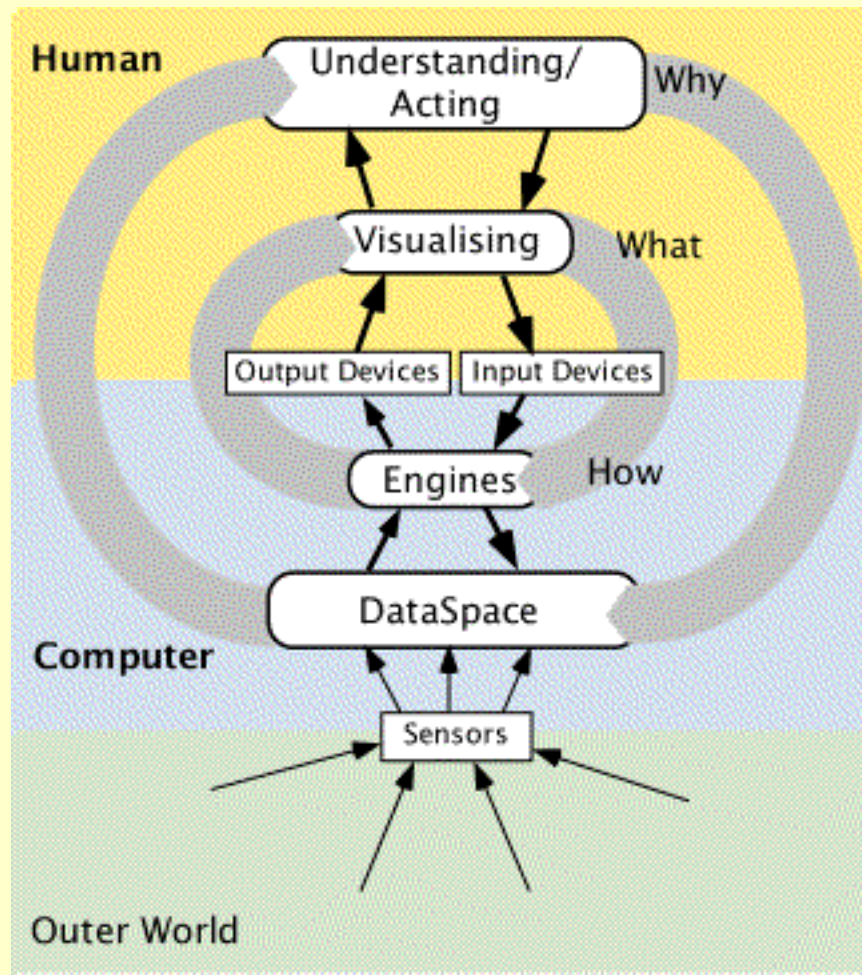 Human
Understanding/
Acting
Why
Visualising
What
Output Devices
Input Devices
Engines
How
DataSpace
Computer
Sensors
Outer World